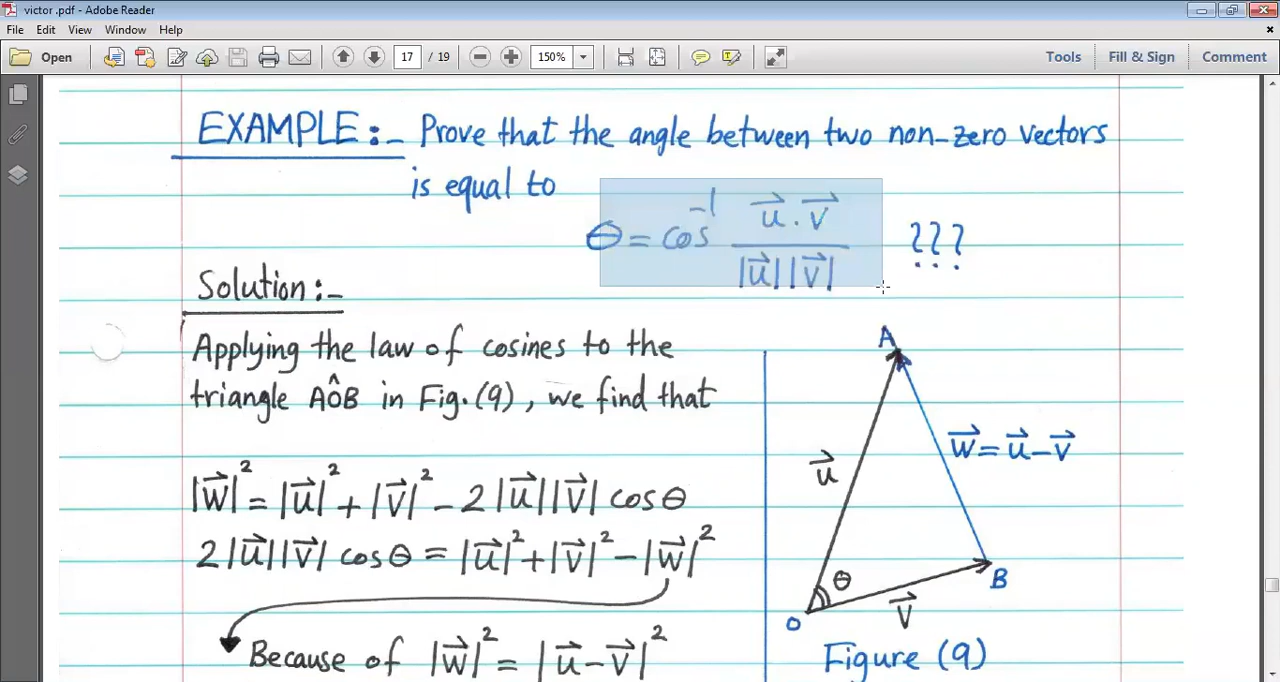 victor .pdf - Adobe Reader
File Edit View Window Help
Open 17 / 19 150% Tools Fill & Sign Comment
EXAMPLE :- Prove that the angle between two non-zero vectors
is equal to
θ = cos⁻¹ u⃗ . v⃗ / |u⃗| |v⃗| ???
Solution :-
Applying the law of cosines to the
triangle AÔB in Fig. (9), we find that
|w⃗|² = |u⃗|² + |v⃗|² - 2 |u⃗| |v⃗| cos θ
2 |u⃗| |v⃗| cos θ = |u⃗|² + |v⃗|² - |w⃗|²
Because of |w⃗|² = |u⃗ - v⃗|²
A
u⃗
w⃗ = u⃗ - v⃗
θ
B
O
v⃗
Figure (9)